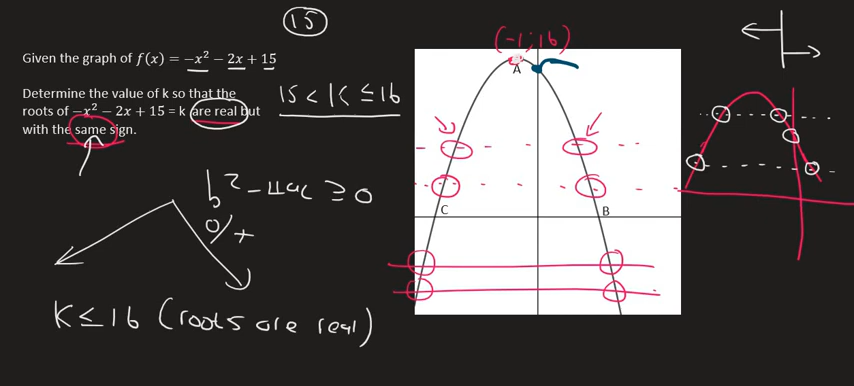 15
(-1;16)
Given the graph of f(x) = −x² − 2x + 15
A
Determine the value of k so that the
roots of −x² − 2x + 15 = k are real but
with the same sign.
15 < k ≤ 16
b² - 4ac ≥ 0
0/+
C
B
k ≤ 16 (roots are real)